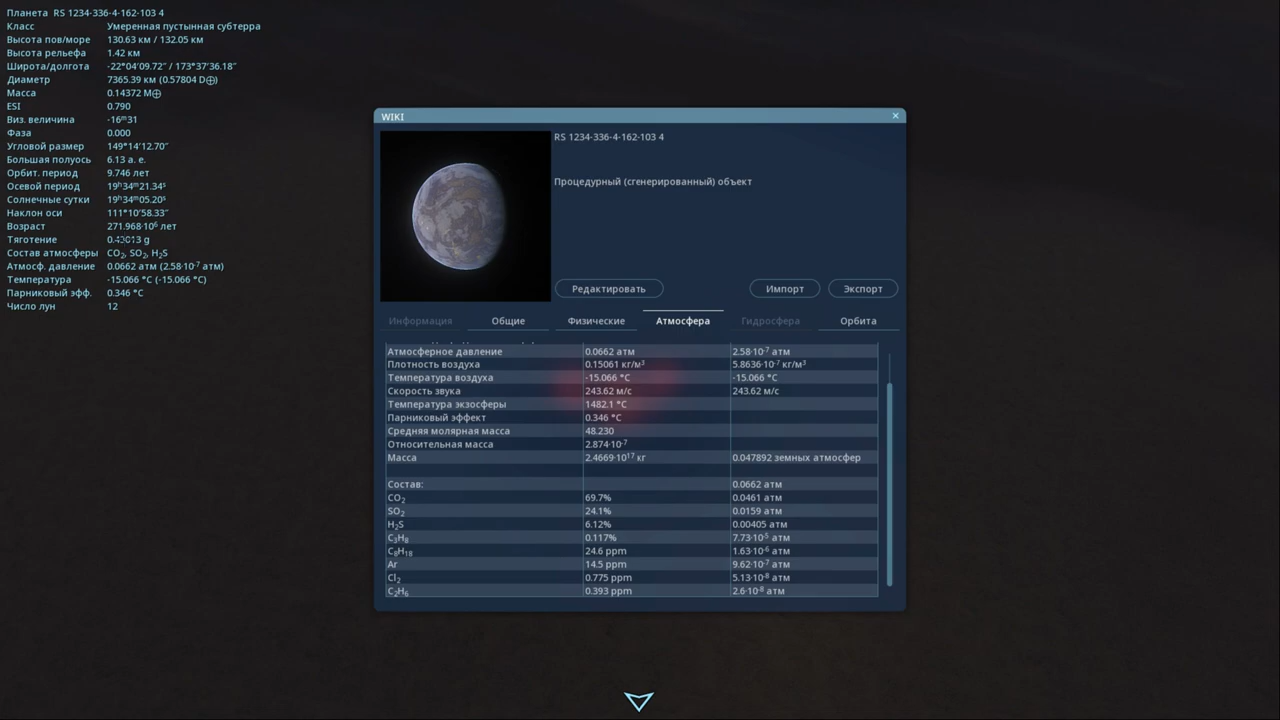 Планета RS 1234-336-4-162-103 4
Класс Умеренная пустынная субтерра
Высота пов/море 130.63 км / 132.05 км
Высота рельефа 1.42 км
Широта/долгота -22°04′09.72″ / 173°37′36.18″
Диаметр 7365.39 км (0.57804 D⊕)
Масса 0.14372 M⊕
ESI 0.790
Виз. величина -16ᵐ31
Фаза 0.000
Угловой размер 149°14′12.70″
Большая полуось 6.13 а. е.
Орбит. период 9.746 лет
Осевой период 19ʰ34ᵐ21.34ˢ
Солнечные сутки 19ʰ34ᵐ05.20ˢ
Наклон оси 111°10′58.33″
Возраст 271.968·10⁶ лет
Тяготение g
Состав атмосферы CO₂, SO₂, H₂S
Атмосф. давление 0.0662 атм (2.58·10⁻⁷ атм)
Температура -15.066 °C (-15.066 °C)
Парниковый эфф. 0.346 °C
Число лун 12
WIKI
RS 1234-336-4-162-103 4
Процедурный (сгенерированный) объект
Редактировать Импорт Экспорт
Информация Общие Физические Атмосфера Гидросфера Орбита
Атмосферное давление 0.0662 атм 2.58·10⁻⁷ атм
Плотность воздуха 0.15061 кг/м³ 5.8636·10⁻⁷ кг/м³
Температура воздуха -15.066 °C -15.066 °C
Скорость звука 243.62 м/с 243.62 м/с
Температура экзосферы 1482.1 °C
Парниковый эффект 0.346 °C
Средняя молярная масса 48.230
Относительная масса 2.874·10⁻⁷
Масса 2.4669·10¹⁷ кг 0.047892 земных атмосфер
Состав: 0.0662 атм
CO₂ 69.7% 0.0461 атм
SO₂ 24.1% 0.0159 атм
H₂S 6.12% 0.00405 атм
C₃H₈ 0.117% 7.73·10⁻⁵ атм
C₈H₁₈ 24.6 ppm 1.63·10⁻⁶ атм
Ar 14.5 ppm 9.62·10⁻⁷ атм
Cl₂ 0.775 ppm 5.13·10⁻⁸ атм
C₂H₆ 0.393 ppm 2.6·10⁻⁸ атм